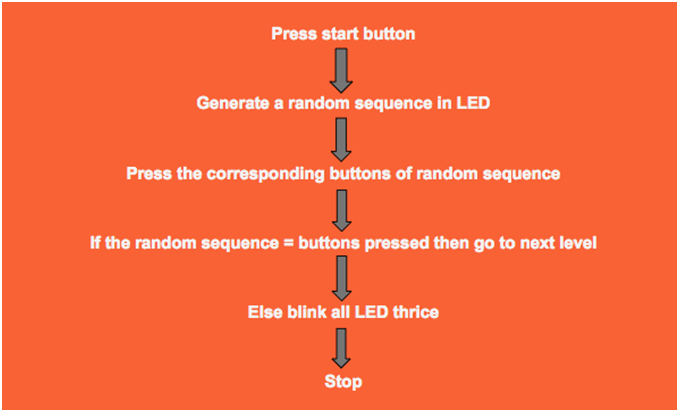 Press start button
Generate a random sequence in LED
Press the corresponding buttons of random sequence
If the random sequence = buttons pressed then go to next level
Else blink all LED thrice
Stop